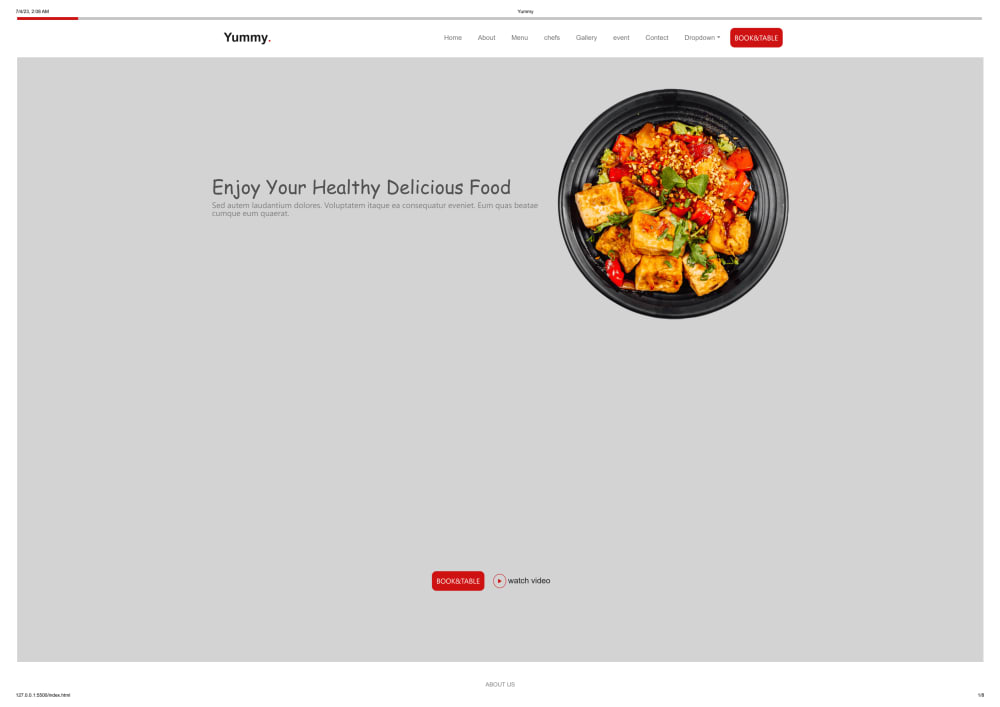 7/4/23, 2:08 AM
Yummy
Yummy.
Home About Menu chefs Gallery event Contect Dropdown BOOK&TABLE
Enjoy Your Healthy Delicious Food
Sed autem laudantium dolores. Voluptatem itaque ea consequatur eveniet. Eum quas beatae
cumque eum quaerat.
BOOK&TABLE watch video
ABOUT US
127.0.0.1:5500/index.html
1/8